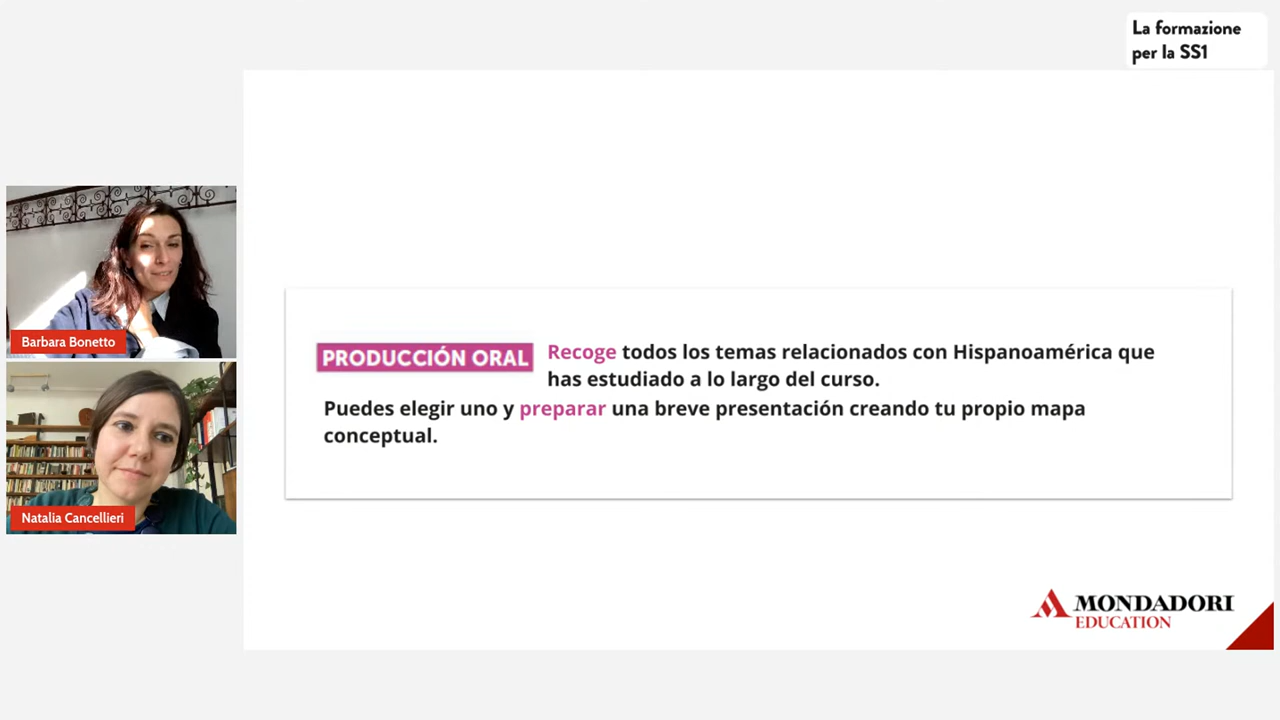 La formazione
per la SS1
Barbara Bonetto
Natalia Cancellieri
PRODUCCIÓN ORAL Recoge todos los temas relacionados con Hispanoamérica que
has estudiado a lo largo del curso.
Puedes elegir uno y preparar una breve presentación creando tu propio mapa
conceptual.
MONDADORI
EDUCATION